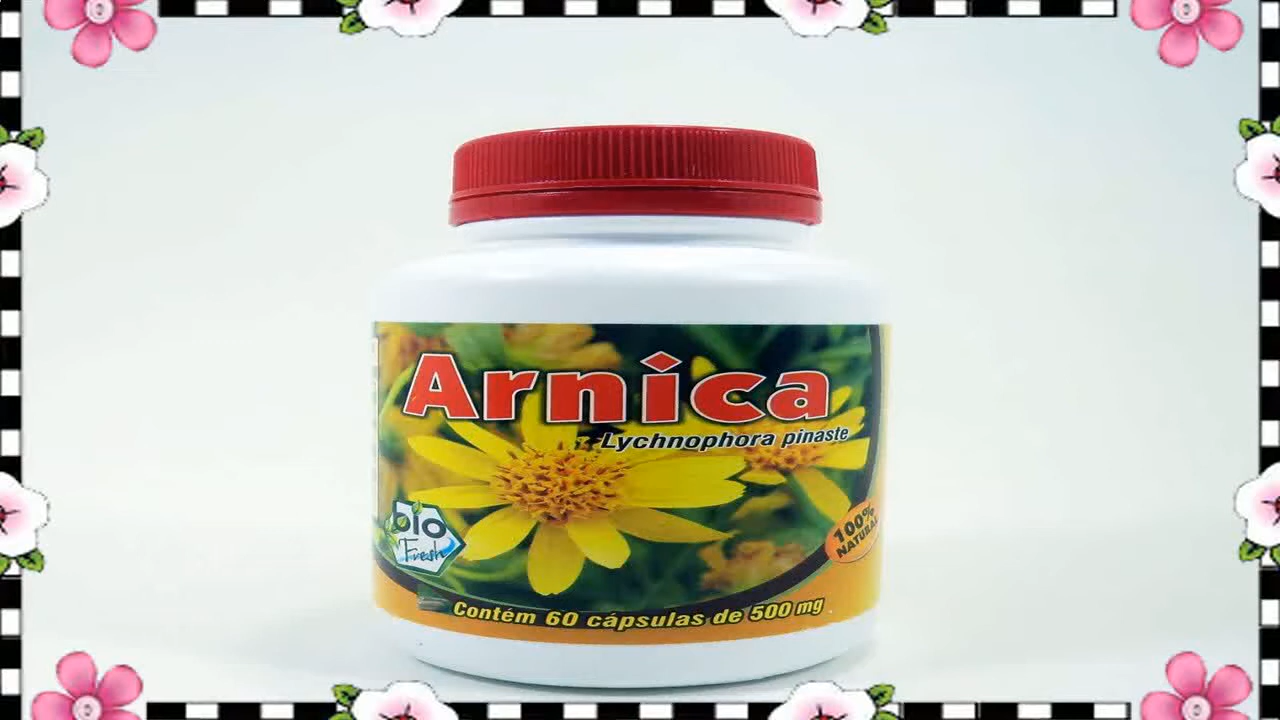 Arnica
Lychnophora pinaste
bio
Fresh
100%
NATURAL
Contém 60 cápsulas de 500 mg